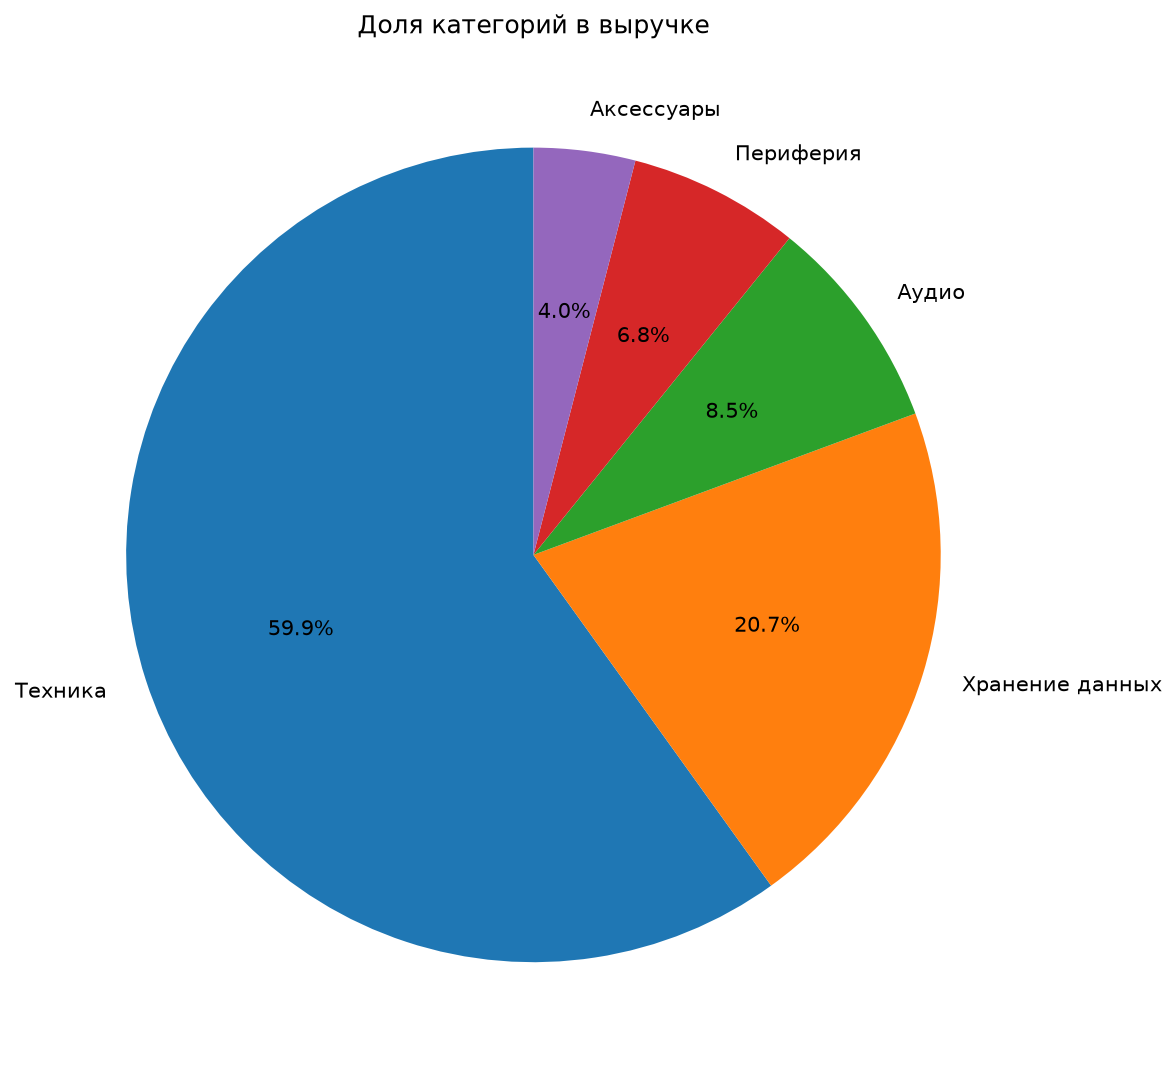 Доля категорий в выручке
Аксессуары
Периферия
Аудио
4.0%
6.8%
8.5%
59.9%
20.7%
Техника
Хранение данных